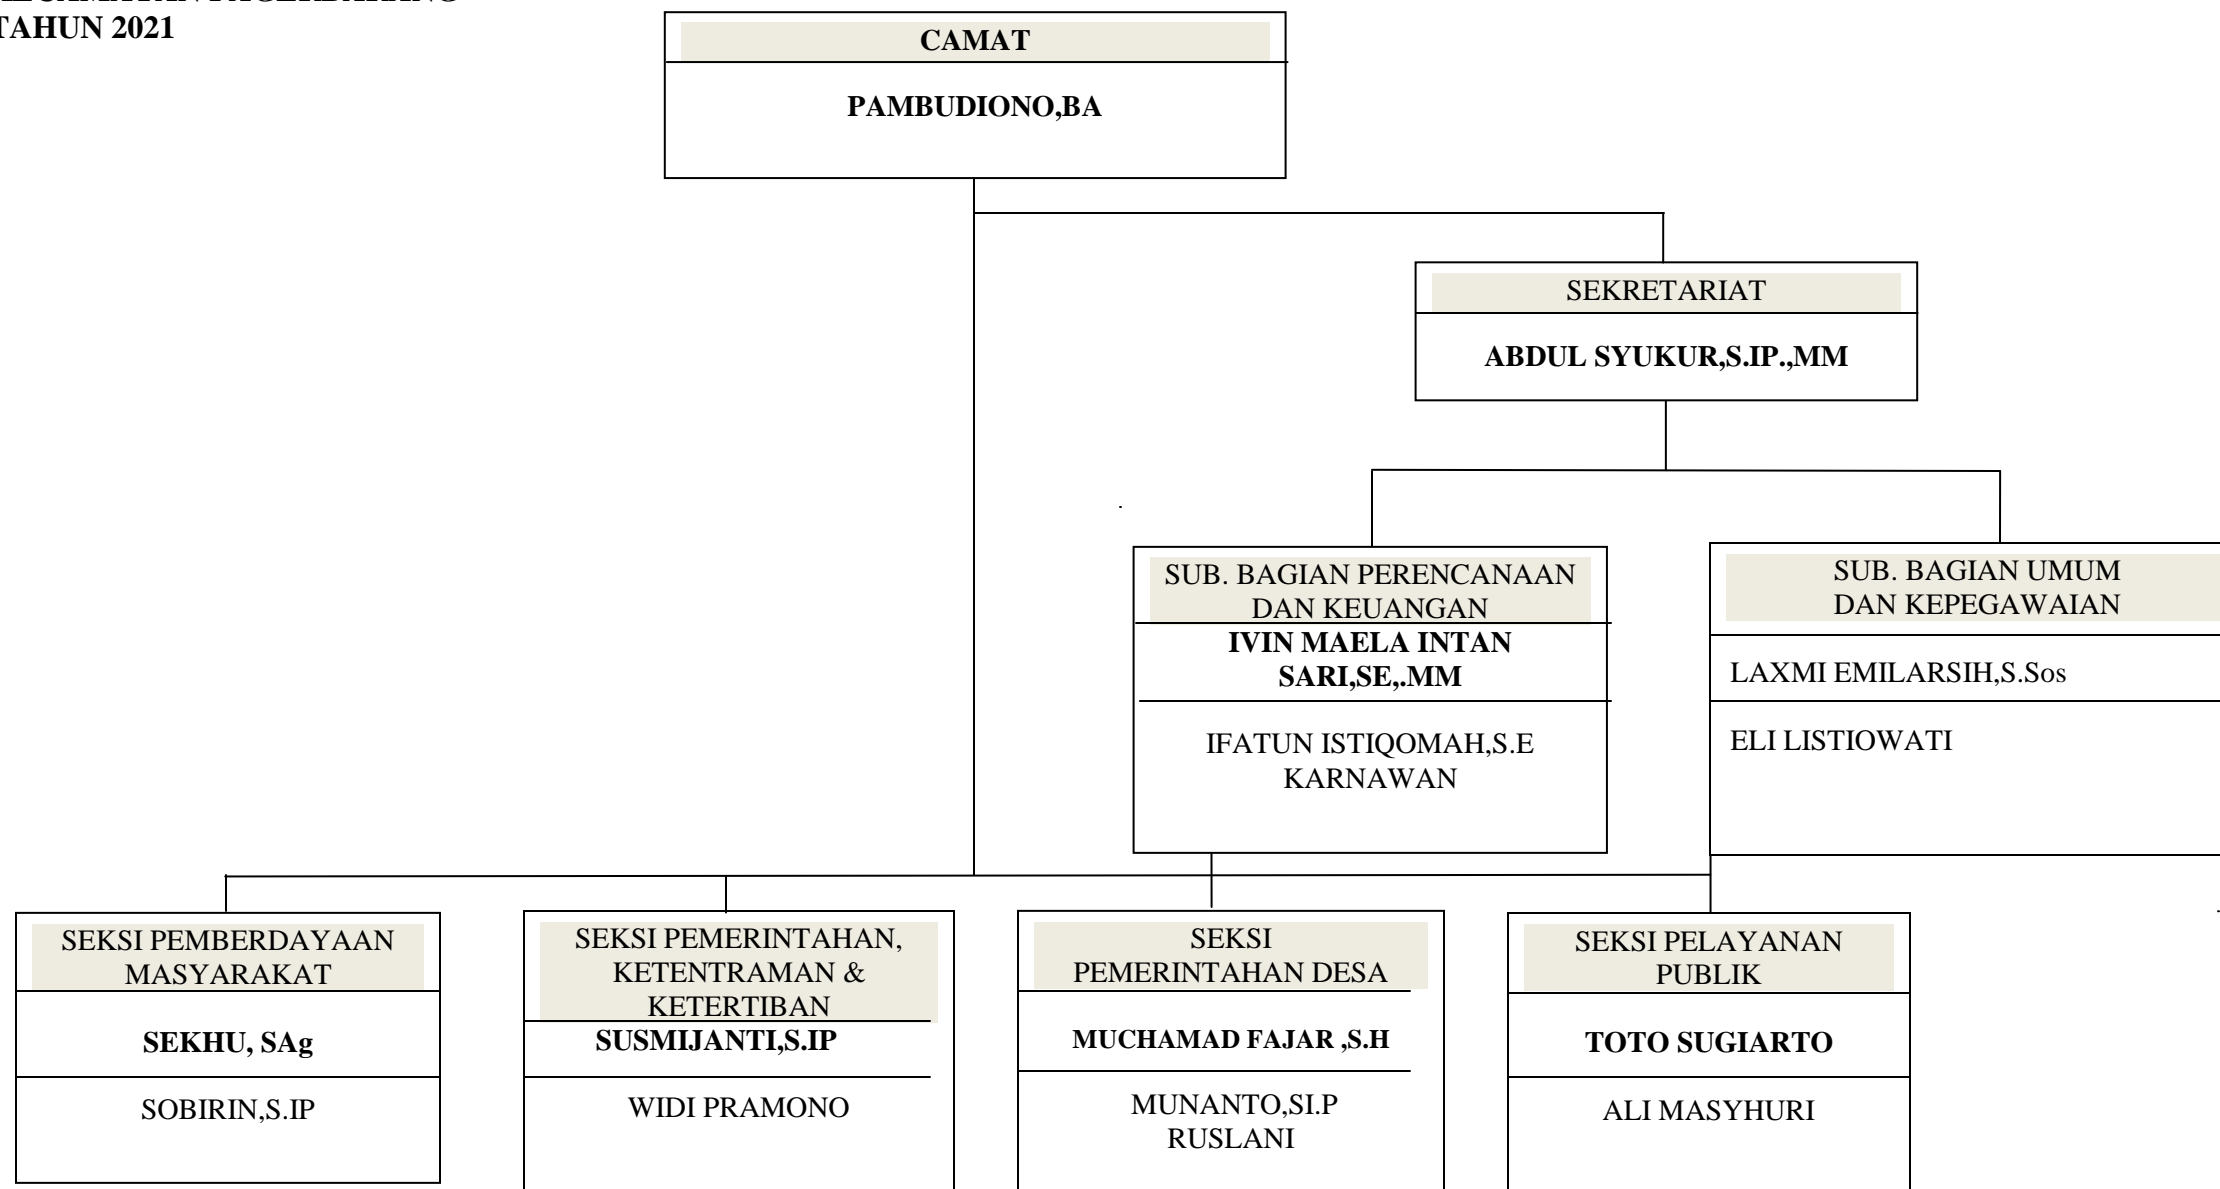 TAHUN 2021
CAMAT
PAMBUDIONO,BA
SEKRETARIAT
ABDUL SYUKUR,S.IP.,MM
SUB. BAGIAN PERENCANAAN
DAN KEUANGAN
IVIN MAELA INTAN
SARI,SE,.MM
IFATUN ISTIQOMAH,S.E
KARNAWAN
SUB. BAGIAN UMUM
DAN KEPEGAWAIAN
LAXMI EMILARSIH,S.Sos
ELI LISTIOWATI
SEKSI PEMBERDAYAAN
MASYARAKAT
SEKHU, SAg
SOBIRIN,S.IP
SEKSI PEMERINTAHAN,
KETENTRAMAN &
KETERTIBAN
SUSMIJANTI,S.IP
WIDI PRAMONO
SEKSI
PEMERINTAHAN DESA
MUCHAMAD FAJAR ,S.H
MUNANTO,SI.P
RUSLANI
SEKSI PELAYANAN
PUBLIK
TOTO SUGIARTO
ALI MASYHURI